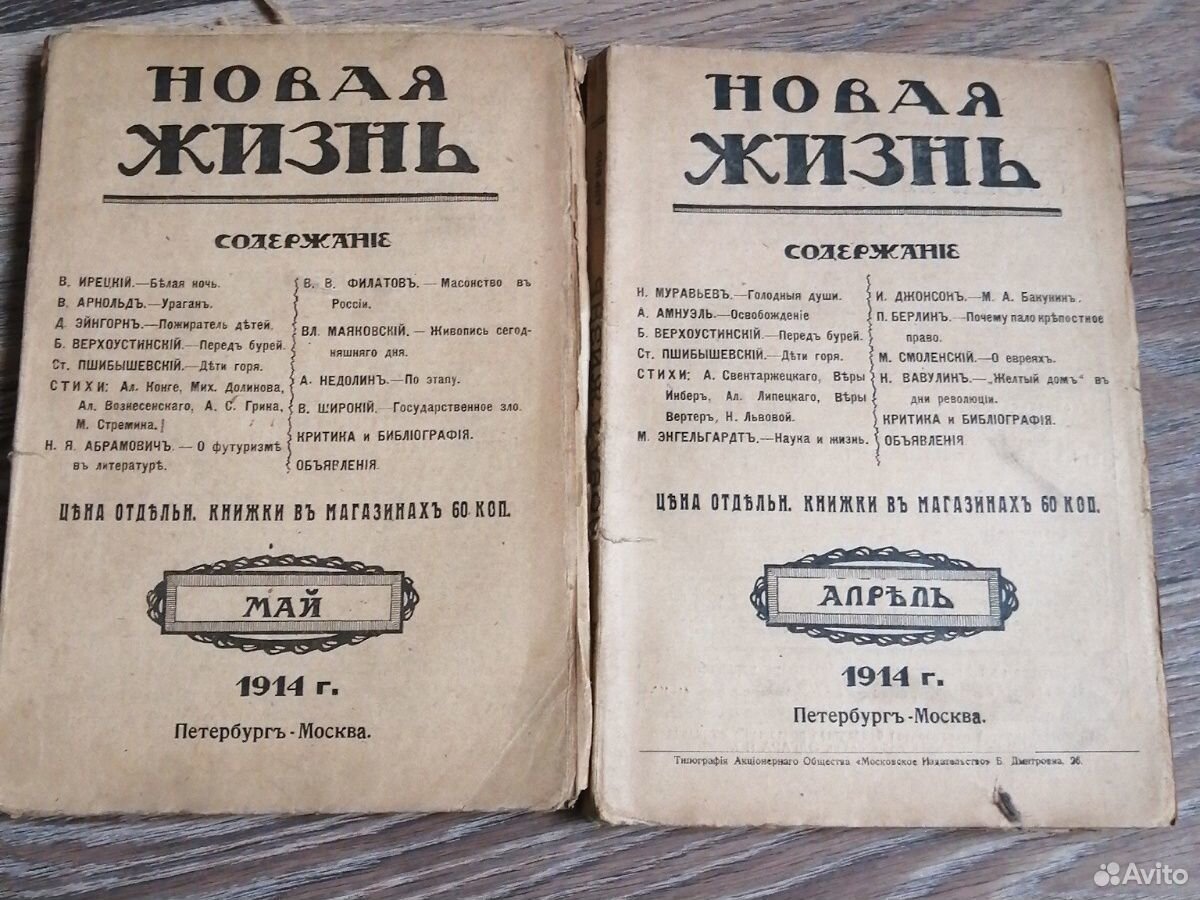 НОВАЯ
ЖИЗНЬ
СОДЕРЖАНІЕ
В. ИРЕЦКІЙ.—Бѣлая ночь.
В. АРНОЛЬДЪ.—Ураганъ.
Д. ЭЙНГОРНЪ.—Пожиратель дѣтей.
Б. ВЕРХОУСТИНСКІЙ.—Передъ бурей.
Ст. ПШИБЫШЕВСКІЙ.—Дѣти горя.
СТИХИ: Ал. Конге, Мих. Долинова,
Ал. Вознесенскаго, А. С. Грина,
М. Стремина.
Н. Я. АБРАМОВИЧЪ.—О футуризмѣ
въ литературѣ.
В. В. ФИЛАТОВЪ.—Масонство въ
Россіи.
ВЛ. МАЯКОВСКІЙ.—Живопись сегод-
няшняго дня.
А. НЕДОЛИНЪ.—По этапу.
В. ШИРОКІЙ.—Государственное зло.
КРИТИКА и БИБЛІОГРАФІЯ.
ОБЪЯВЛЕНІЯ.
ЦѢНА ОТДѢЛЬН. КНИЖКИ ВЪ МАГАЗИНАХЪ 60 КОП.
МАЙ
1914 г.
Петербургъ-Москва.
НОВАЯ
ЖИЗНЬ
СОДЕРЖАНІЕ
Н. МУРАВЬЕВЪ.—Голодныя души.
А. АМНУЭЛЬ.—Освобожденіе
Б. ВЕРХОУСТИНСКІЙ.—Передъ бурей.
Ст. ПШИБЫШЕВСКІЙ.—Дѣти горя.
СТИХИ: А. Свентаржецкаго, Вѣры
Инберъ, Ал. Липецкаго, Вѣры
Вертеръ, Н. Львовой.
М. ЭНГЕЛЬГАРДТЪ.—Наука и жизнь.
И. ДЖОНСОНЪ.—М. А. Бакунинъ.
П. БЕРЛИНЪ.—Почему пало крѣпостное
право.
М. СМОЛЕНСКІЙ.—О евреяхъ.
Н. ВАВУЛИНЪ.—„Желтый домъ“ въ
дни революціи.
КРИТИКА и БИБЛІОГРАФІЯ.
ОБЪЯВЛЕНІЯ
ЦѢНА ОТДѢЛЬН. КНИЖКИ ВЪ МАГАЗИНАХЪ 60 КОП.
АПРѢЛЬ
1914 г.
Петербургъ-Москва.
Типографія Акціонернаго Общества «Московское Издательство» Б. Дмитровка, 26.
Avito